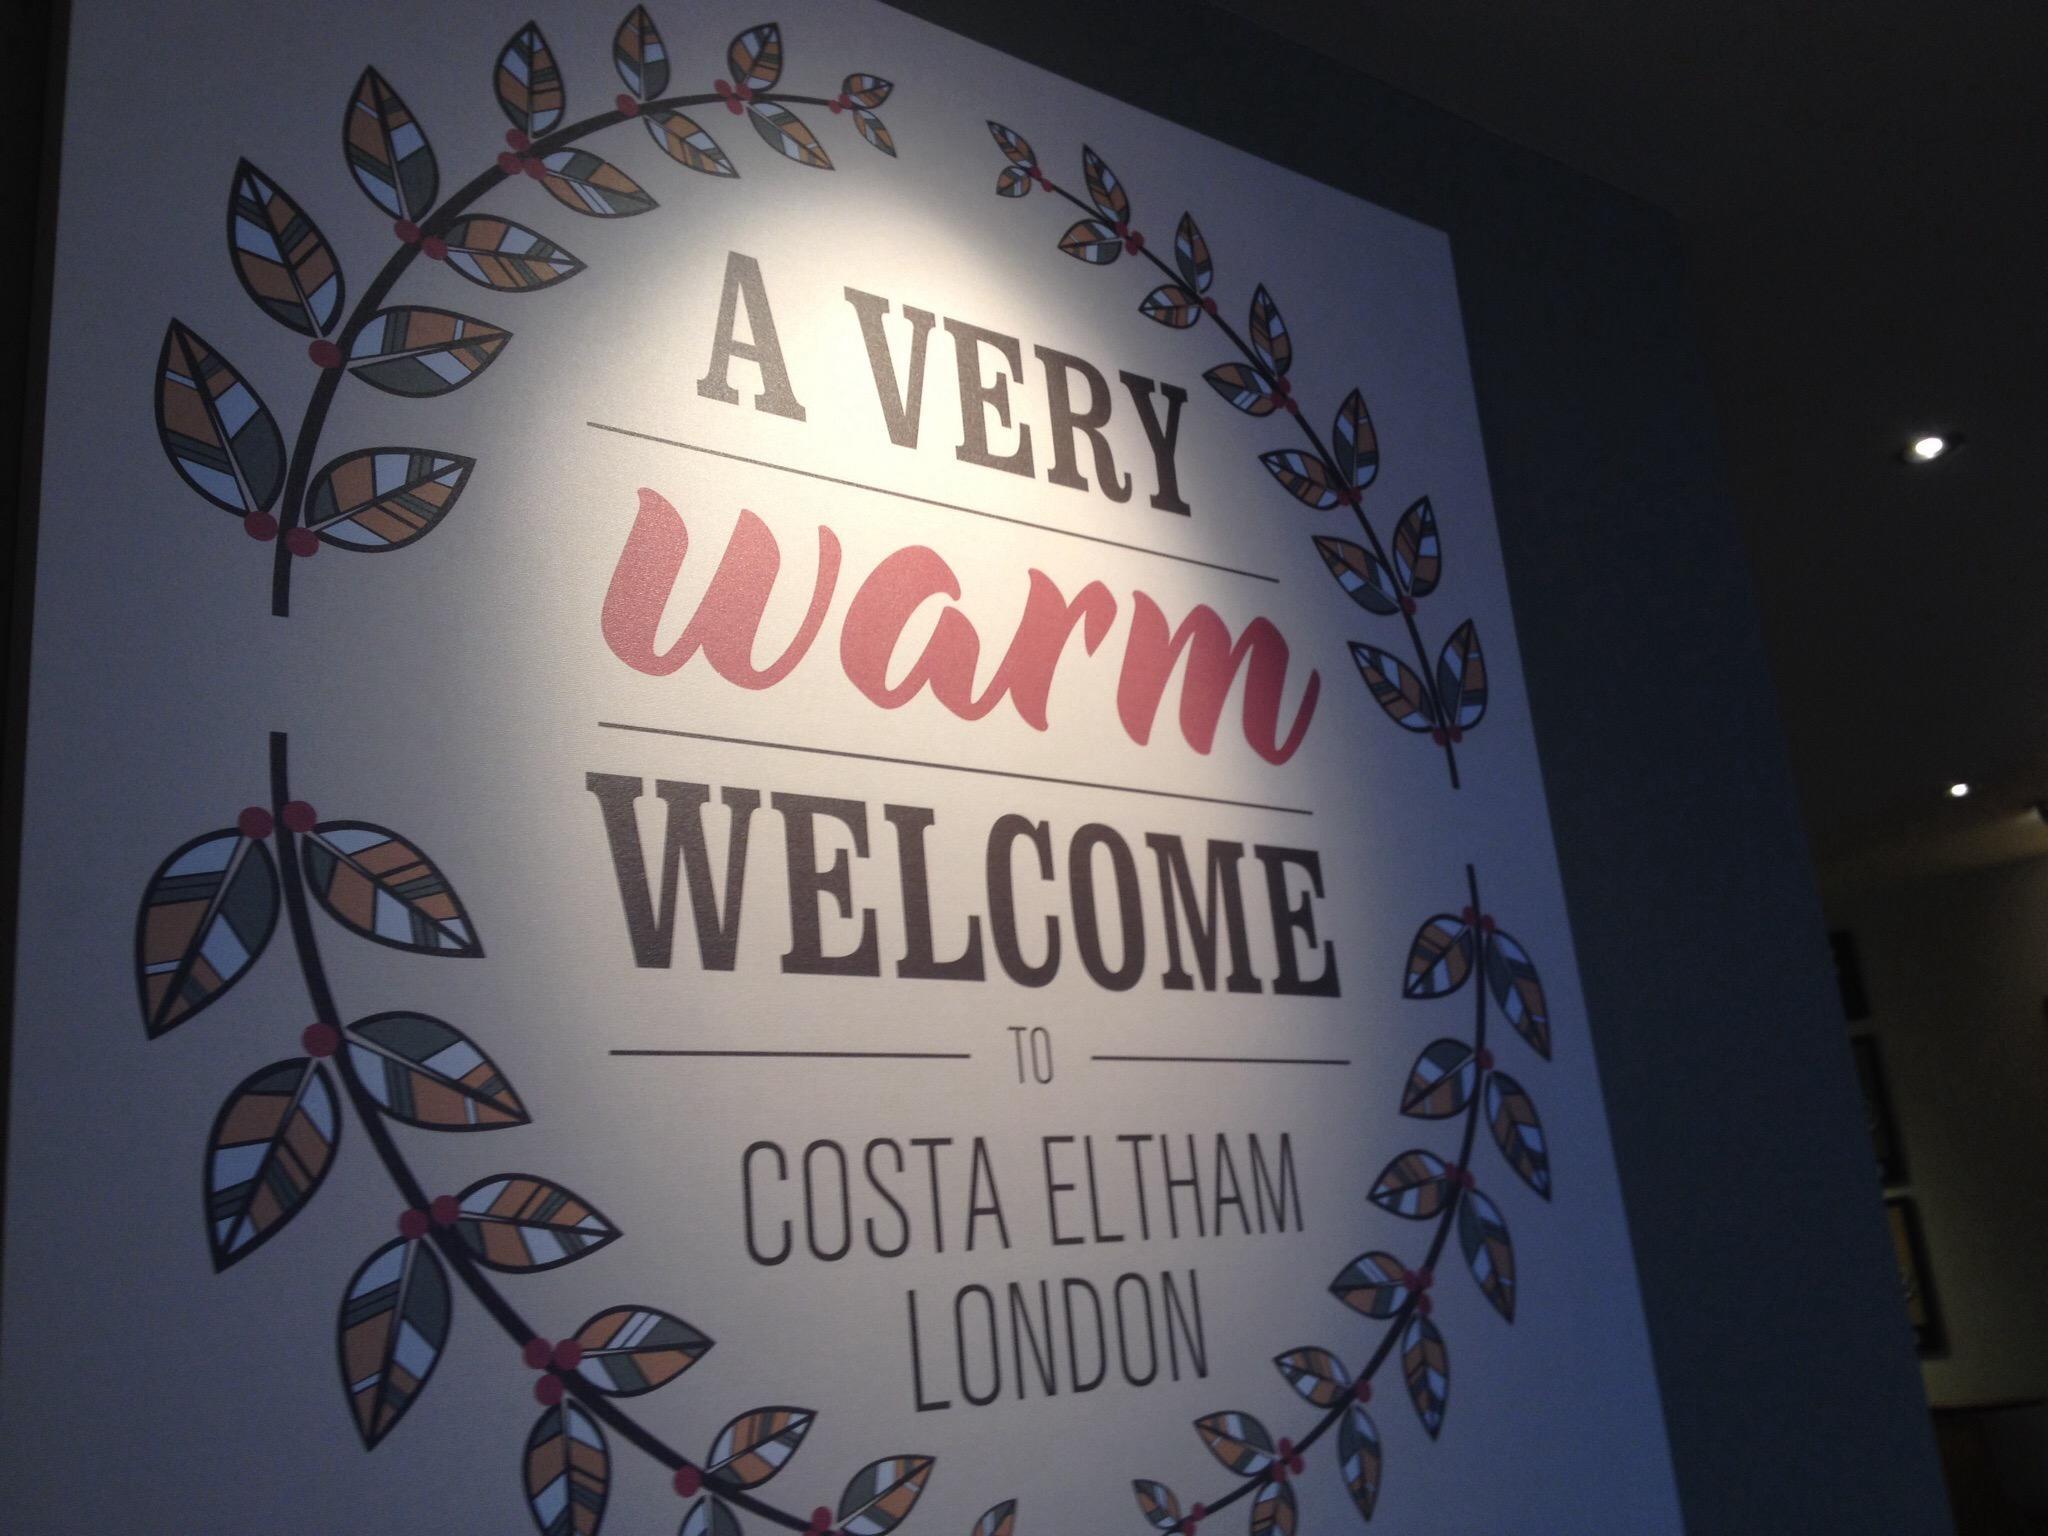 A VERY
warm
WELCOME
TO
COSTA ELTHAM
LONDON